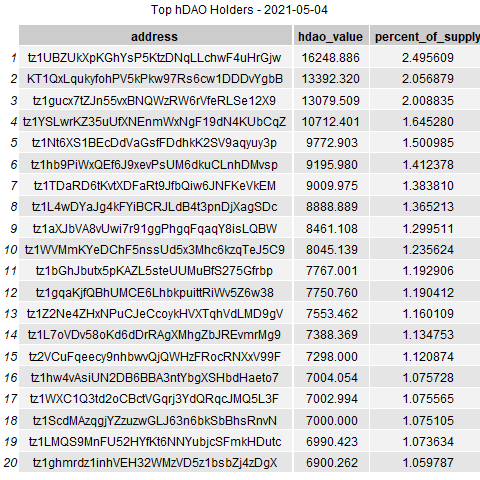 Top hDAO Holders - 2021-05-04
address hdao_value percent_of_supply
1 tz1UBZUkXpKGhYsP5KtzDNqLLchwF4uHrGjw 16248.886 2.495609
2 KT1QxLqukyfohPV5kPkw97Rs6cw1DDDvYgbB 13392.320 2.056879
3 tz1gucx7tZJn55vxBNQWzRW6rVfeRLSe12X9 13079.509 2.008835
4 tz1YSLwrKZ35uUfXNEnmWxNgF19dN4KUbCqZ 10712.401 1.645280
5 tz1Nt6XS1BEcDdVaGsfFDdhkK2SV9aqyuy3p 9772.903 1.500985
6 tz1hb9PiWxQEf6J9xevPsUM6dkuCLnhDMvsp 9195.980 1.412378
7 tz1TDaRD6tKvtXDFaRt9JfbQiw6JNFKeVkEM 9009.975 1.383810
8 tz1L4wDYaJg4kFYiBCRJLdB4t3pnDjXagSDc 8888.889 1.365213
9 tz1aXJbVA8vUwi7r91ggPhgqFqaqY8isLQBW 8461.108 1.299511
10 tz1WVMmKYeDChF5nssUd5x3Mhc6kzqTeJ5C9 8045.139 1.235624
11 tz1bGhJbutx5pKAZL5steUUMuBfS275Gfrbp 7767.001 1.192906
12 tz1gqaKjfQBhUMCE6LhbkpuittRiWv5Z6w38 7750.760 1.190412
13 tz1Z2Ne4ZHxNPuCJeCcoykHVXTqhVdLMD9gV 7553.462 1.160109
14 tz1L7oVDv58oKd6dDrRAgXMhgZbJREvmrMg9 7388.369 1.134753
15 tz2VCuFqeecy9nhbwvQjQWHzFRocRNXxV99F 7298.000 1.120874
16 tz1hw4vAsiUN2DB6BBA3ntYbgXSHbdHaeto7 7004.054 1.075728
17 tz1WXC1Q3td2oCBctVGqrj3YdQRqcJMQ5L3F 7002.994 1.075565
18 tz1ScdMAzqgjYZzuzwGLJ63n6bkSbBhsRnvN 7000.000 1.075105
19 tz1LMQS9MnFU52HYfKt6NNYubjcSFmkHDutc 6990.423 1.073634
20 tz1ghmrdz1inhVEH32WMzVD5z1bsbZj4zDgX 6900.262 1.059787